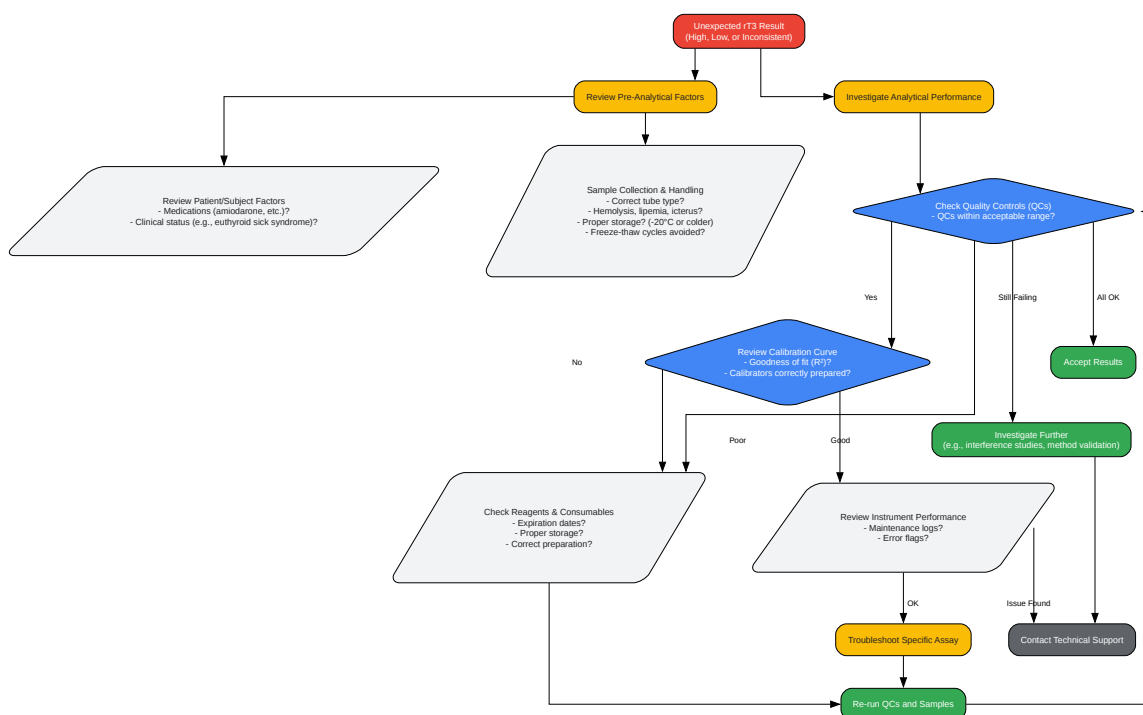 Unexpected rT3 Result
(High, Low, or Inconsistent)
Review Pre-Analytical Factors
Investigate Analytical Performance
Review Patient/Subject Factors
- Medications (amiodarone, etc.)?
- Clinical status (e.g., euthyroid sick syndrome)?
Sample Collection & Handling
- Correct tube type?
- Hemolysis, lipemia, icterus?
- Proper storage? (-20°C or colder)
- Freeze-thaw cycles avoided?
Check Quality Controls (QCs)
- QCs within acceptable range?
Yes
Still Failing
All OK
No
Review Calibration Curve
- Goodness of fit (R²)?
- Calibrators correctly prepared?
Accept Results
Poor
Good
Investigate Further
(e.g., interference studies, method validation)
Check Reagents & Consumables
- Expiration dates?
- Proper storage?
- Correct preparation?
Review Instrument Performance
- Maintenance logs?
- Error flags?
OK
Issue Found
Troubleshoot Specific Assay
Contact Technical Support
Re-run QCs and Samples